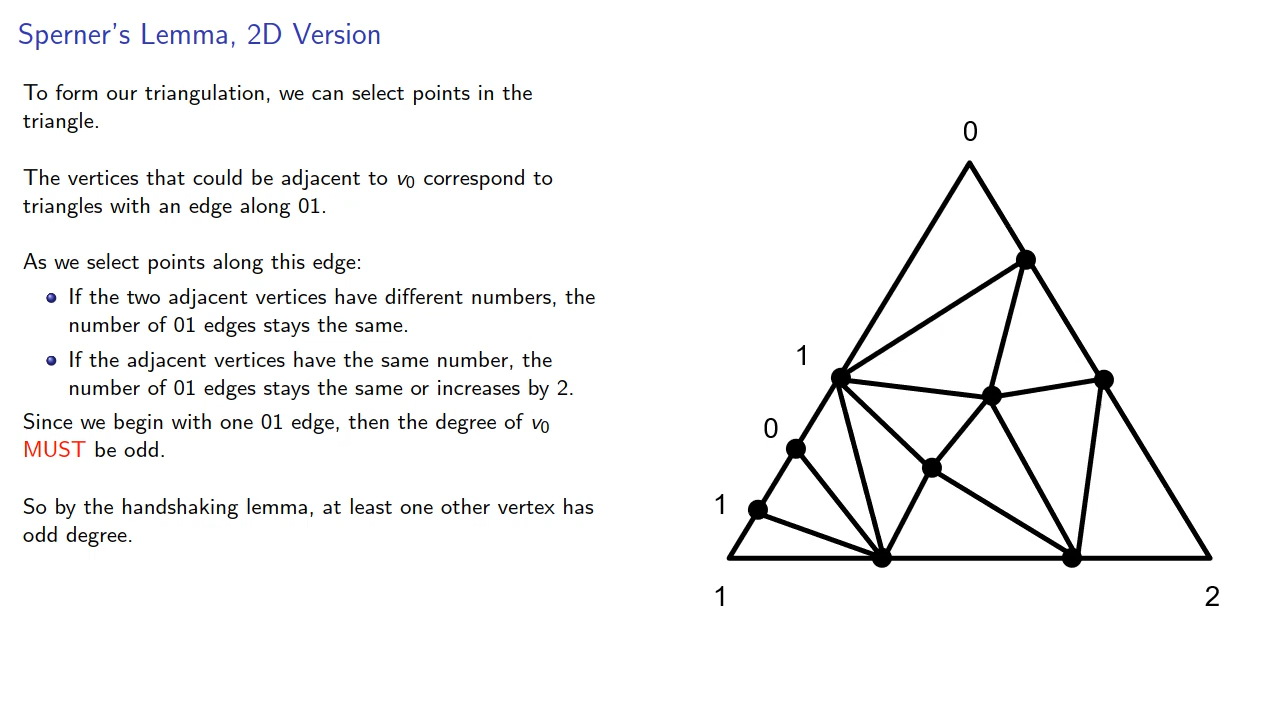 Sperner's Lemma, 2D Version
To form our triangulation, we can select points in the
triangle.
The vertices that could be adjacent to v0 correspond to
triangles with an edge along 01.
As we select points along this edge:
If the two adjacent vertices have different numbers, the
number of 01 edges stays the same.
If the adjacent vertices have the same number, the
number of 01 edges stays the same or increases by 2.
Since we begin with one 01 edge, then the degree of v0
MUST be odd.
So by the handshaking lemma, at least one other vertex has
odd degree.
0
1
0
1
1
2